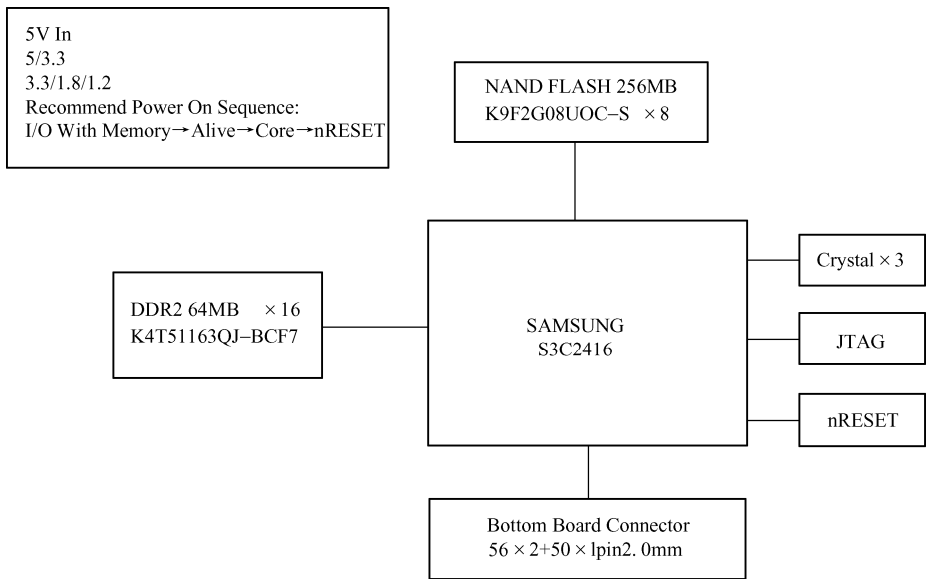 5V In
5/3.3
3.3/1.8/1.2
Recommend Power On Sequence:
I/O With Memory→Alive→Core→nRESET
NAND FLASH 256MB
K9F2G08UOC–S ×8
DDR2 64MB ×16
K4T51163QJ–BCF7
SAMSUNG
S3C2416
Crystal×3
JTAG
nRESET
Bottom Board Connector
56×2+50×lpin2. 0mm